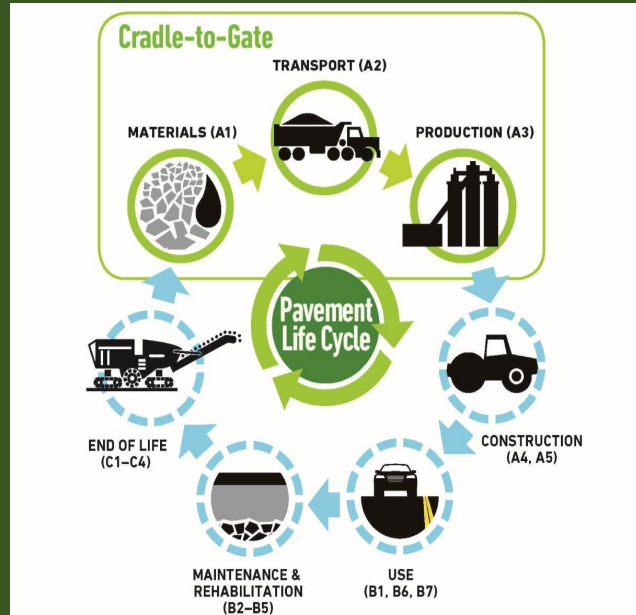 Cradle-to-Gate
TRANSPORT (A2)
MATERIALS (A1)
PRODUCTION (A3)
Pavement
Life Cycle
CONSTRUCTION
(A4, A5)
USE
(B1, B6, B7)
MAINTENANCE &
REHABILITATION
(B2–B5)
END OF LIFE
(C1–C4)